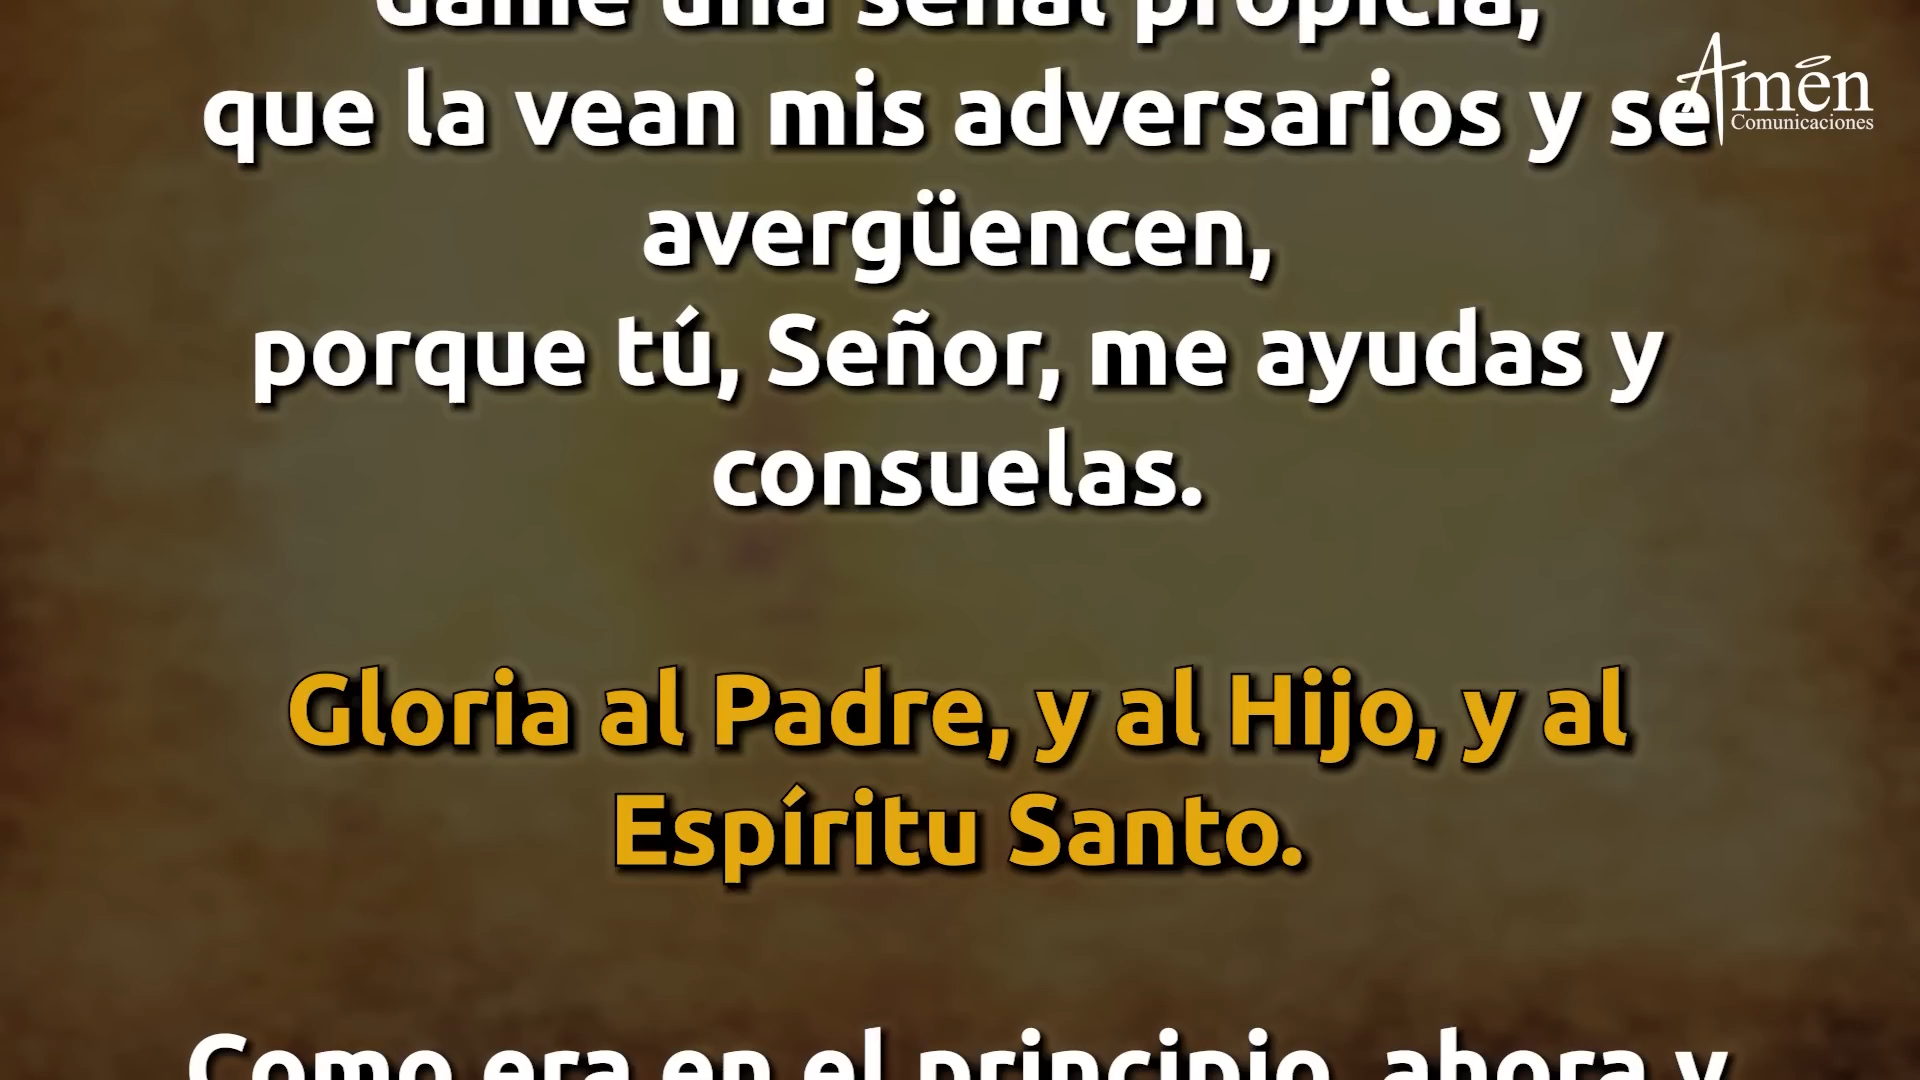 dame una señal propicia,
que la vean mis adversarios y se
avergüencen,
porque tú, Señor, me ayudas y
consuelas.
Gloria al Padre, y al Hijo, y al
Espíritu Santo.
Como era en el principio, ahora y
Amén
Comunicaciones